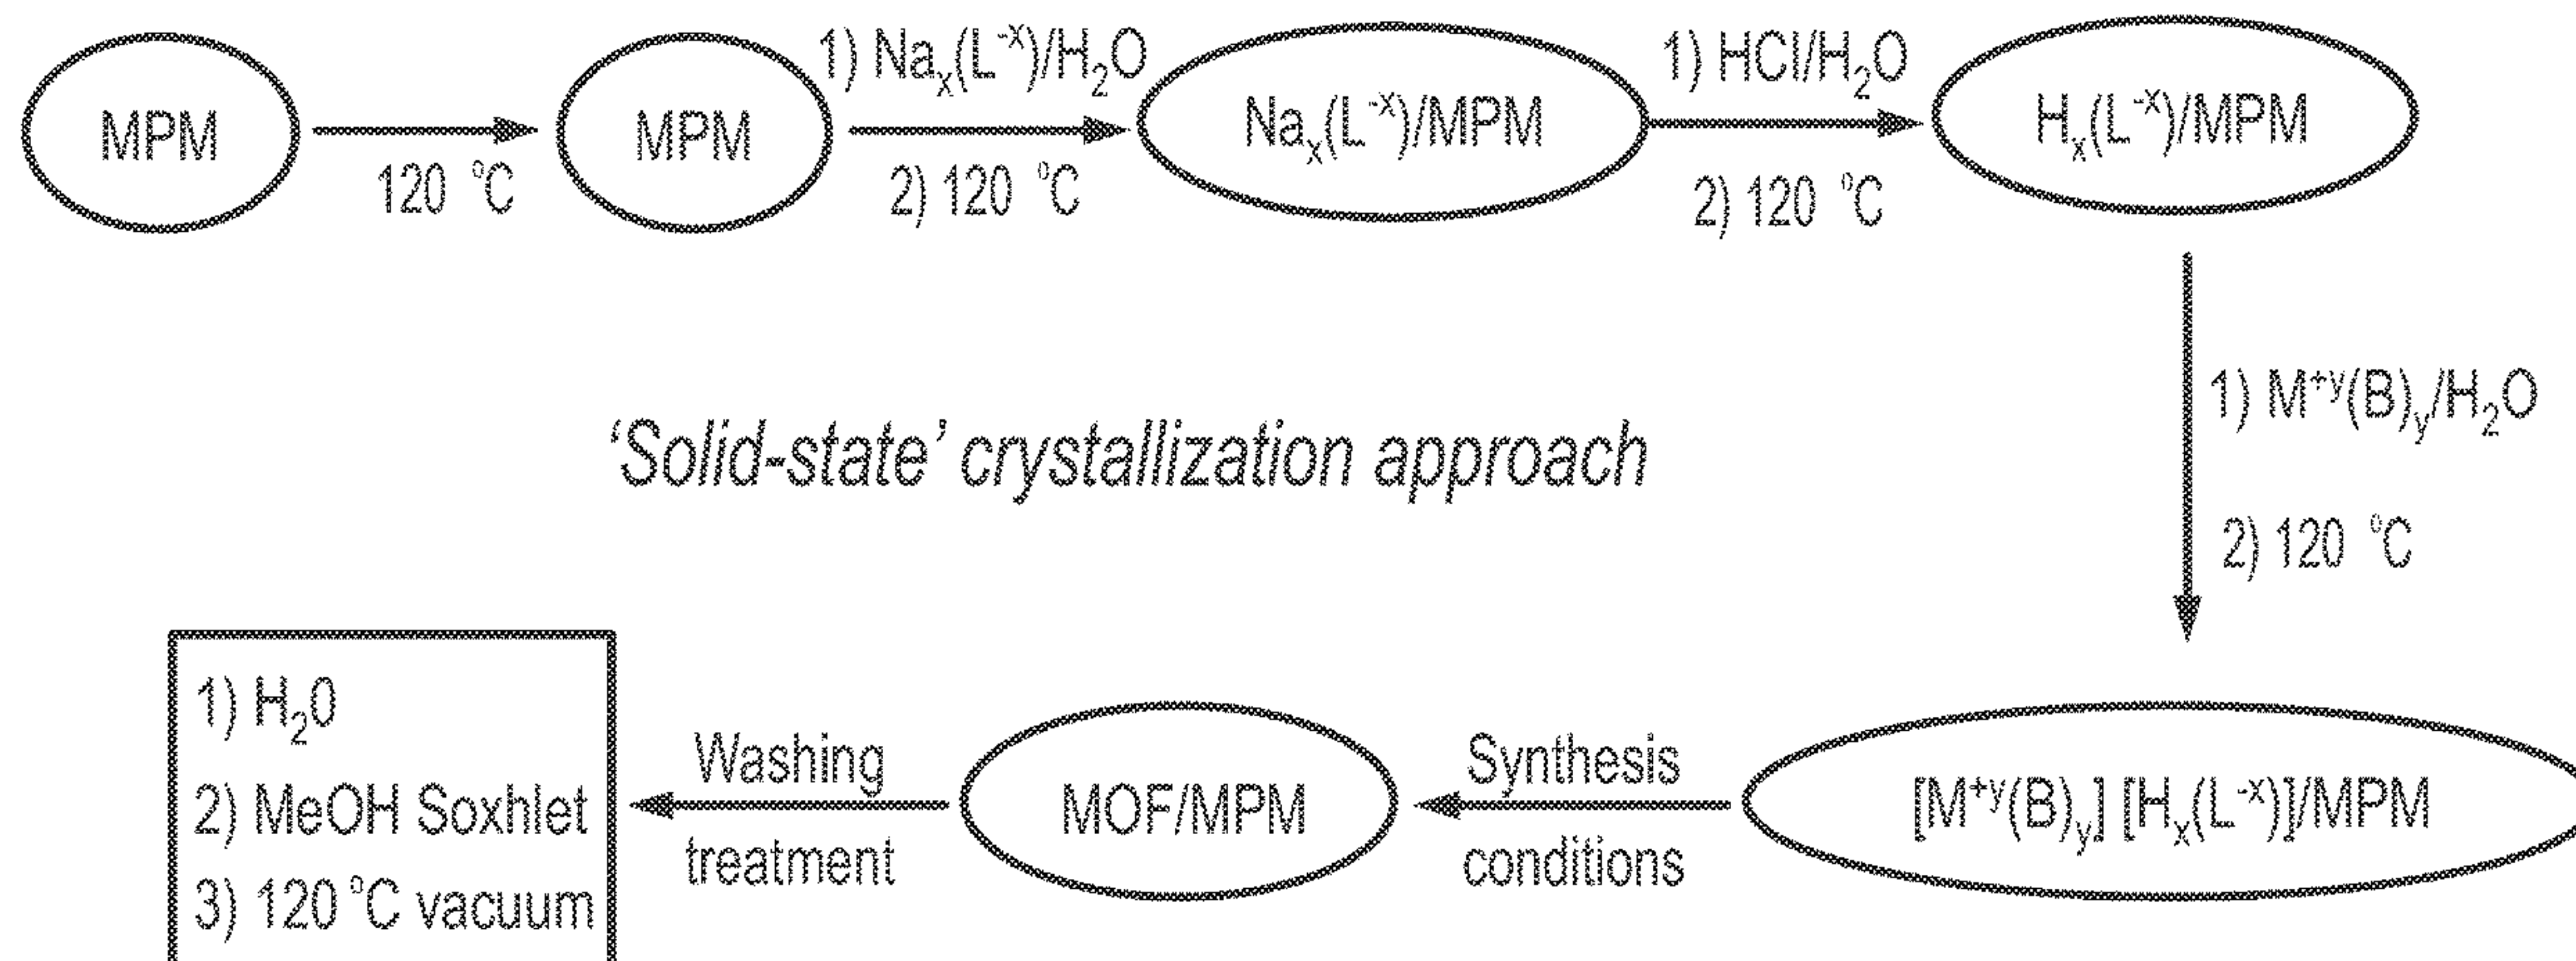 MPM
120 °C
MPM
1) Naₓ(L⁻ˣ)/H₂O
2) 120 °C
Naₓ(L⁻ˣ)/MPM
1) HCl/H₂O
2) 120 °C
Hₓ(L⁻ˣ)/MPM
1) M⁺ʸ(B)y/H₂O
2) 120 °C
'Solid-state' crystallization approach
[M⁺ʸ(B)y] [Hₓ(L⁻ˣ)]/MPM
Synthesis
conditions
MOF/MPM
Washing
treatment
1) H₂0
2) MeOH Soxhlet
3) 120 °C vacuum